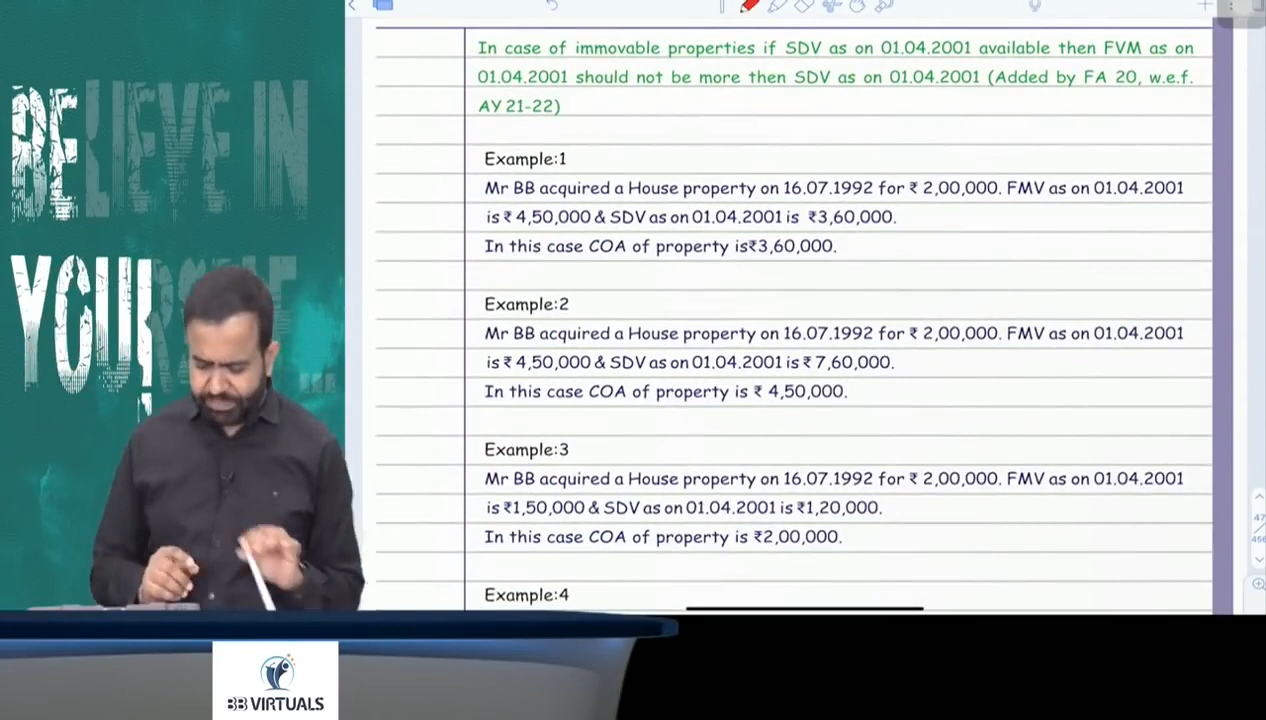 BELIEVE IN
YOURSELF...
!
In case of immovable properties if SDV as on 01.04.2001 available then FVM as on
01.04.2001 should not be more then SDV as on 01.04.2001 (Added by FA 20, w.e.f.
AY 21-22)
Example:1
Mr BB acquired a House property on 16.07.1992 for ₹ 2,00,000. FMV as on 01.04.2001
is ₹ 4,50,000 & SDV as on 01.04.2001 is ₹3,60,000.
In this case COA of property is₹3,60,000.
Example:2
Mr BB acquired a House property on 16.07.1992 for ₹ 2,00,000. FMV as on 01.04.2001
is ₹ 4,50,000 & SDV as on 01.04.2001 is ₹ 7,60,000.
In this case COA of property is ₹ 4,50,000.
Example:3
Mr BB acquired a House property on 16.07.1992 for ₹ 2,00,000. FMV as on 01.04.2001
is ₹1,50,000 & SDV as on 01.04.2001 is ₹1,20,000.
In this case COA of property is ₹2,00,000.
Example:4
47
456
BB VIRTUALS